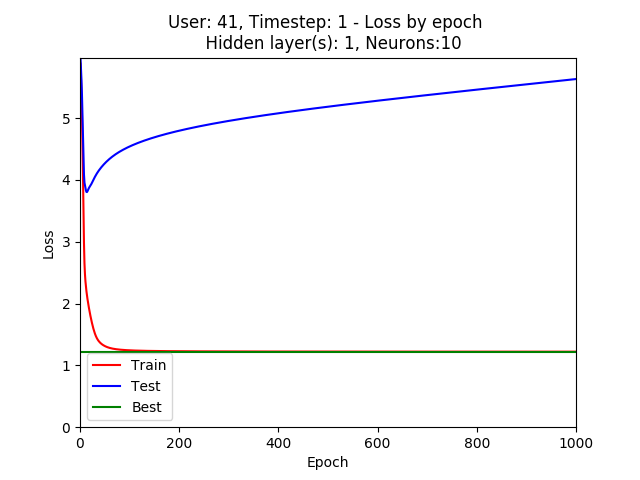 User: 41, Timestep: 1 - Loss by epoch
Hidden layer(s): 1, Neurons:10
5
4
3
2
1
0
Loss
Train
Test
Best
0 200 400 600 800 1000
Epoch